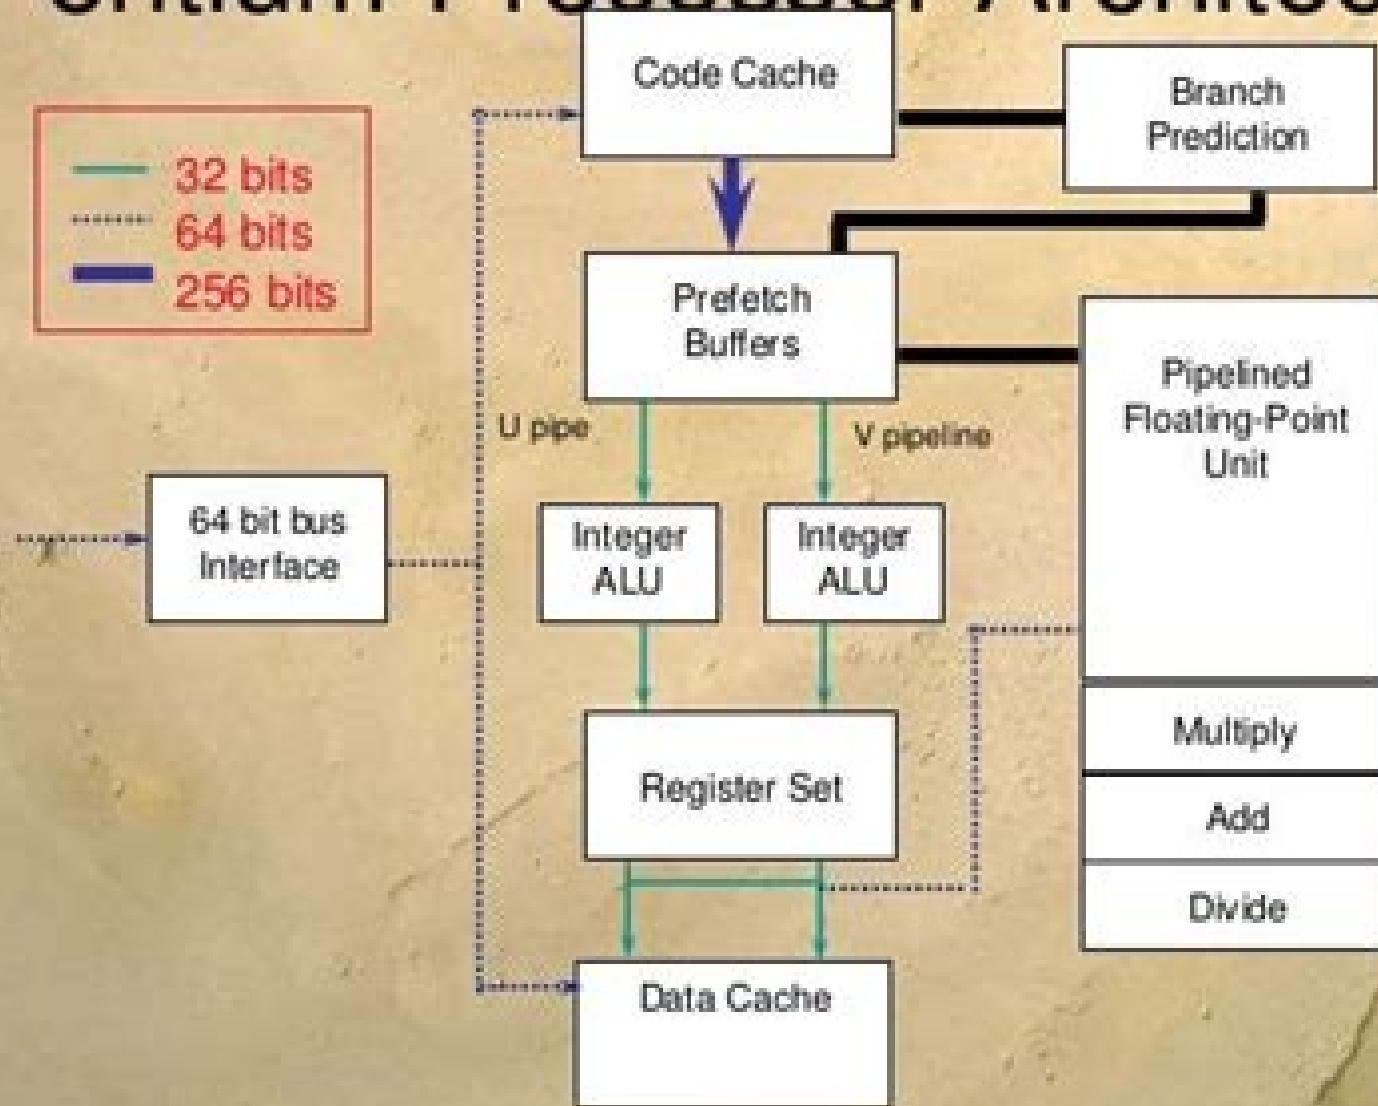 Processor
Code Cache
Branch
Prediction
32 bits
64 bits
256 bits
Prefetch
Buffers
Pipelined
Floating-Point
Unit
U pipe
V pipeline
64 bit bus
Interface
Integer
ALU
Integer
ALU
Multiply
Register Set
Add
Divide
Data Cache